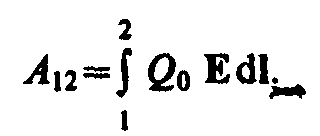 A₁₂=∫₁² Q₀ E dl.